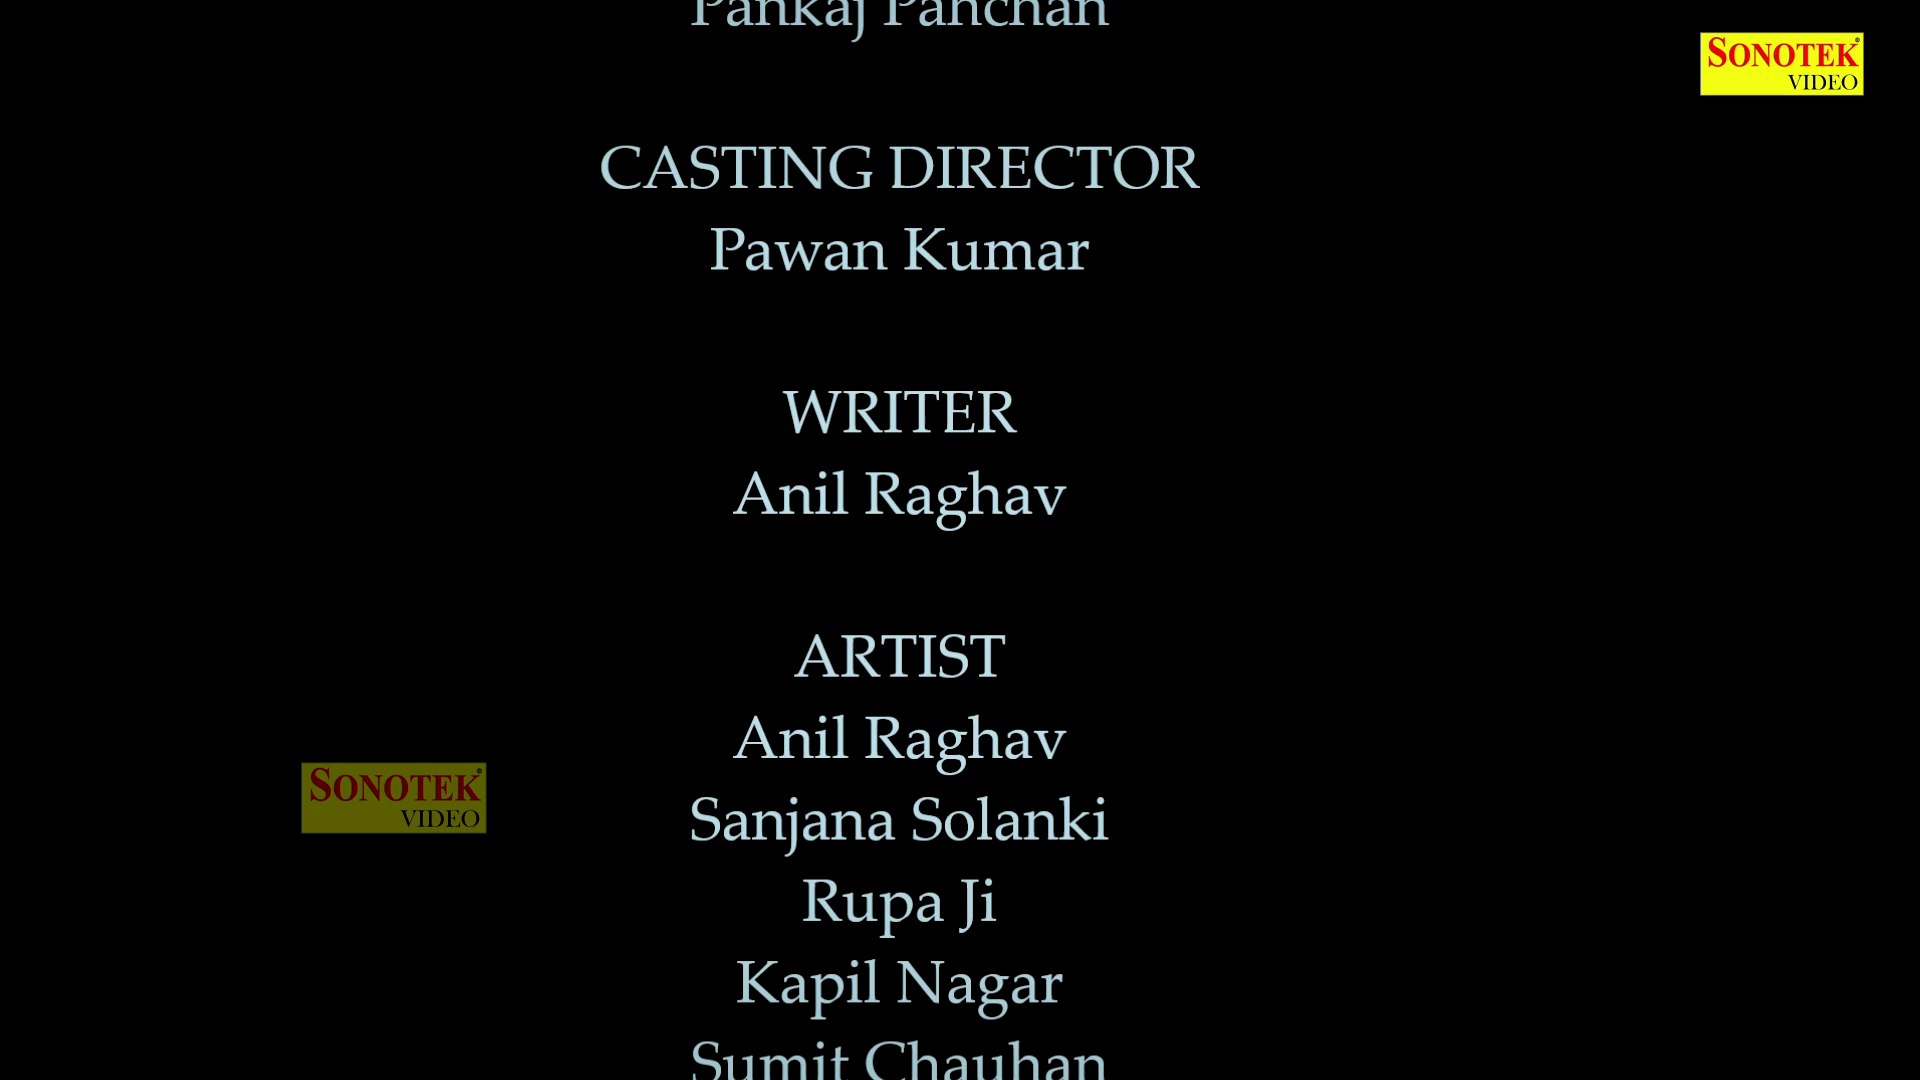 Pankaj Panchan
SONOTEK
VIDEO
CASTING DIRECTOR
Pawan Kumar
WRITER
Anil Raghav
ARTIST
Anil Raghav
SONOTEK
VIDEO
Sanjana Solanki
Rupa Ji
Kapil Nagar
Sumit Chauhan